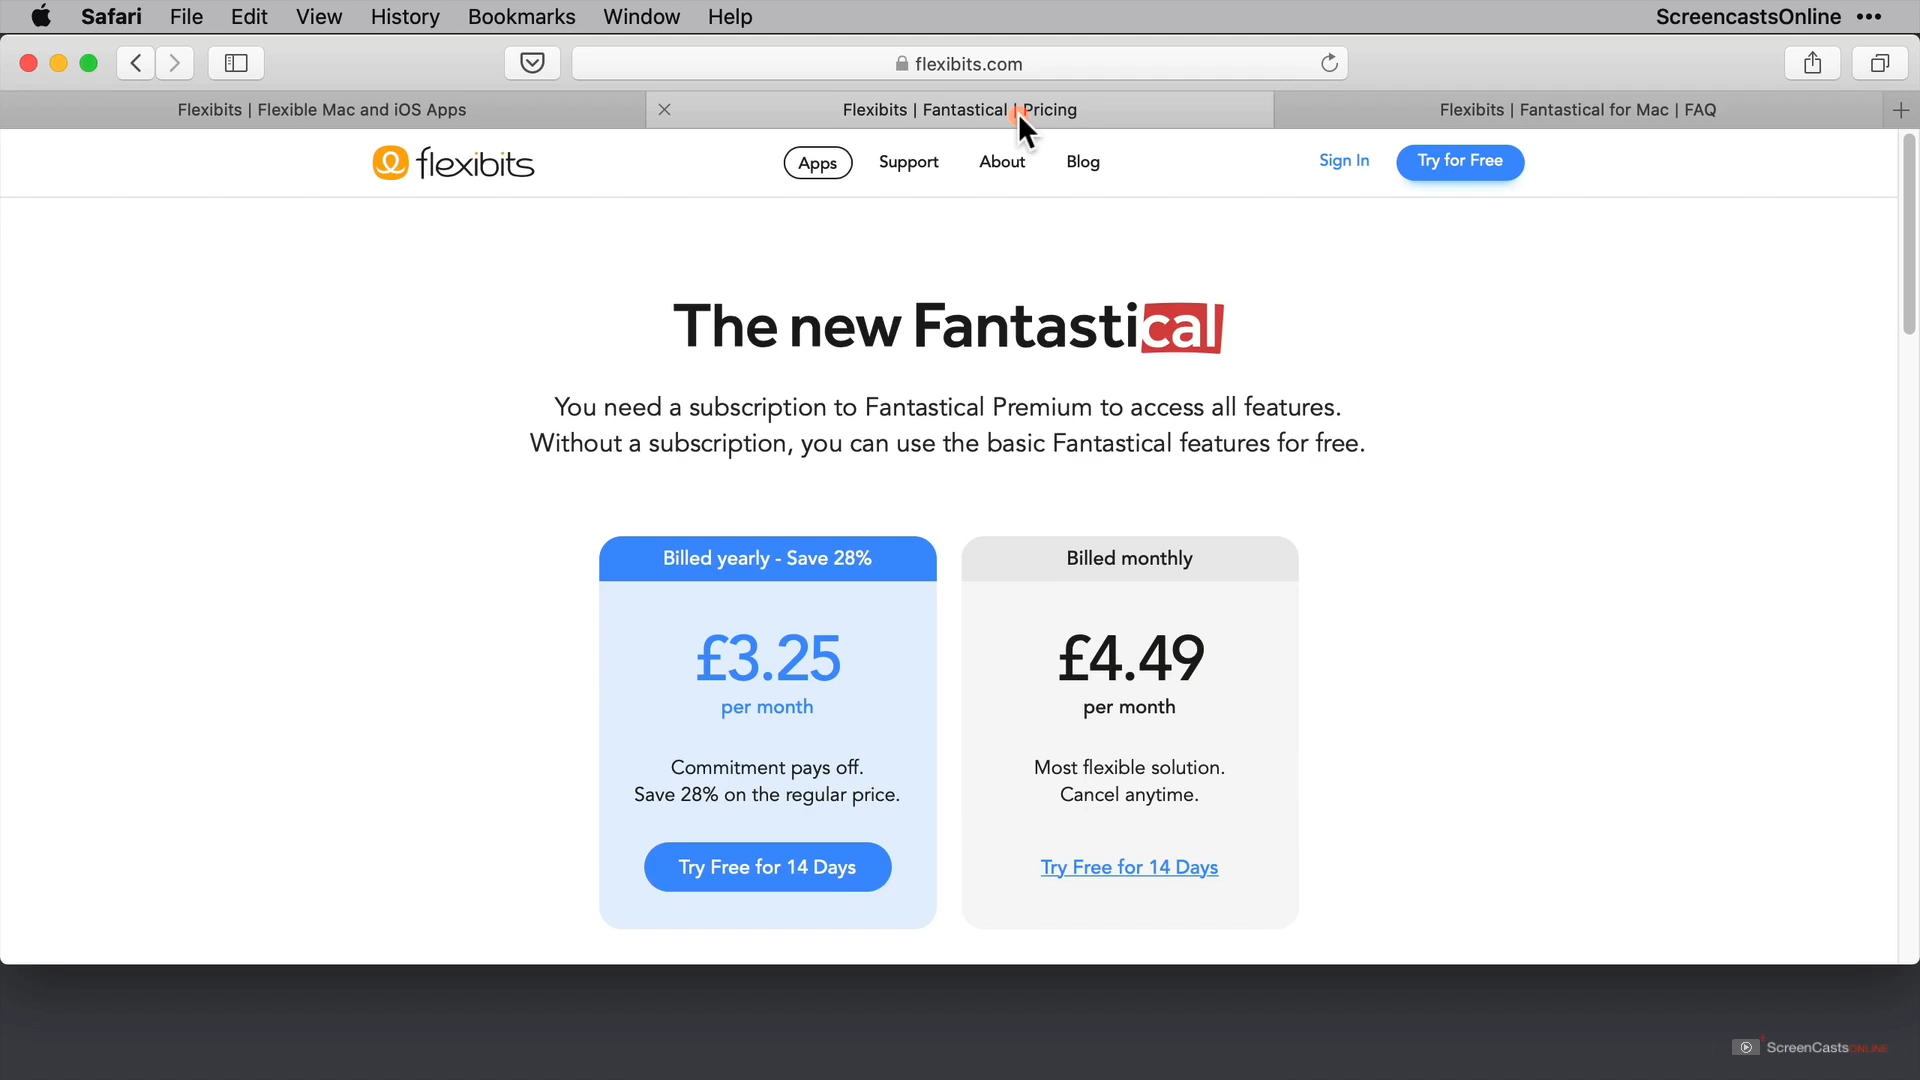 Safari File Edit View History Bookmarks Window Help ScreencastsOnline •••
flexibits.com
Flexibits | Flexible Mac and iOS Apps
Flexibits | Fantastical | Pricing
Flexibits | Fantastical for Mac | FAQ
flexibits
Apps Support About Blog Sign In Try for Free
The new Fantastical
You need a subscription to Fantastical Premium to access all features.
Without a subscription, you can use the basic Fantastical features for free.
Billed yearly - Save 28%
£3.25
per month
Commitment pays off.
Save 28% on the regular price.
Try Free for 14 Days
Billed monthly
£4.49
per month
Most flexible solution.
Cancel anytime.
Try Free for 14 Days
ScreenCastsONLINE